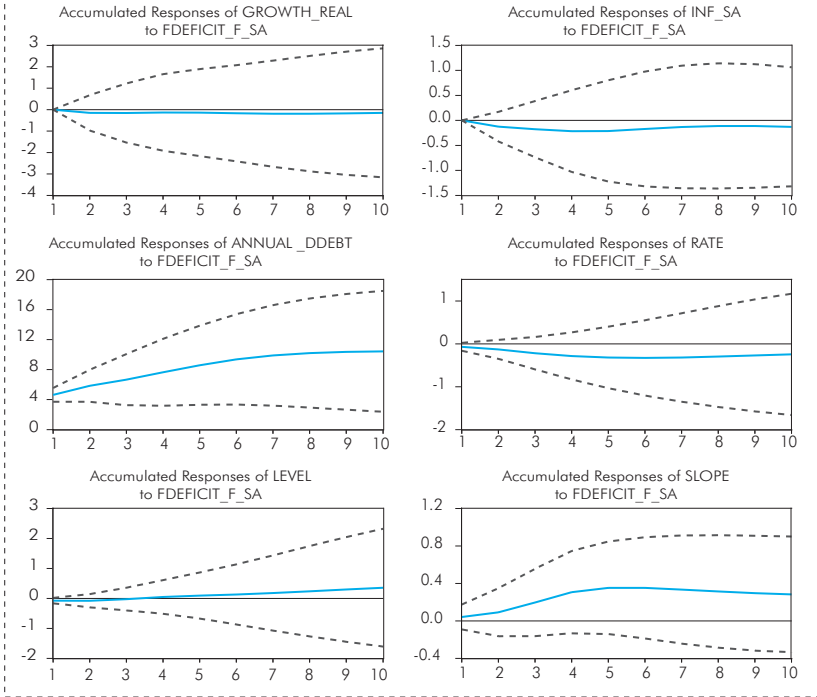 Accumulated Responses of GROWTH_REAL
to FDEFICIT_F_SA
3
2
1
0
-1
-2
-3
-4
1 2 3 4 5 6 7 8 9 10
Accumulated Responses of INF_SA
to FDEFICIT_F_SA
1.5
1.0
0.5
0.0
-0.5
-1.0
-1.5
1 2 3 4 5 6 7 8 9 10
Accumulated Responses of ANNUAL _DDEBT
to FDEFICIT_F_SA
20
16
12
8
4
0
1 2 3 4 5 6 7 8 9 10
Accumulated Responses of RATE
to FDEFICIT_F_SA
1
0
-1
-2
1 2 3 4 5 6 7 8 9 10
Accumulated Responses of LEVEL
to FDEFICIT_F_SA
3
2
1
0
-1
-2
1 2 3 4 5 6 7 8 9 10
Accumulated Responses of SLOPE
to FDEFICIT_F_SA
1.2
0.8
0.4
0.0
-0.4
1 2 3 4 5 6 7 8 9 10